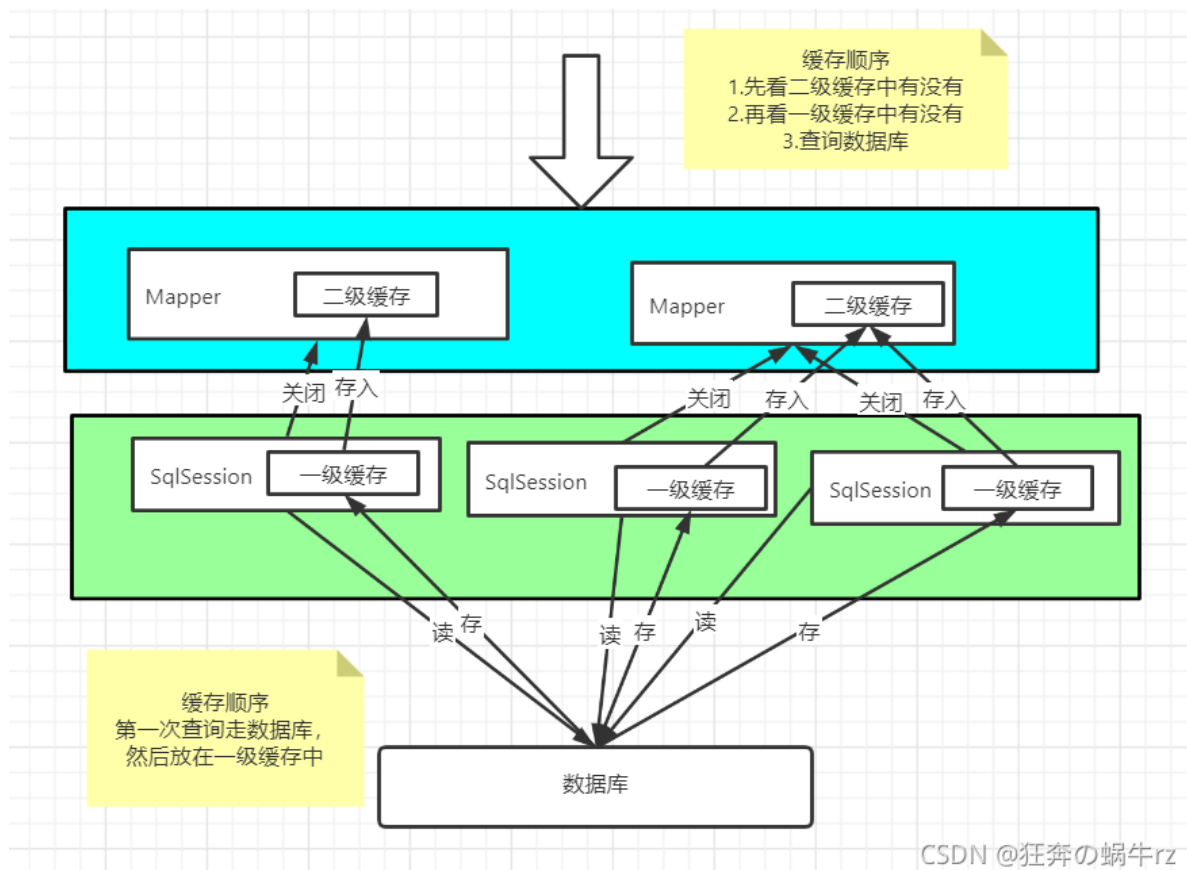 缓存顺序
1.先看二级缓存中有没有
2.再看一级缓存中有没有
3.查询数据库
Mapper
二级缓存
Mapper
二级缓存
关闭
存入
关闭
存入
关闭
存入
SqlSession
一级缓存
SqlSession
一级缓存
SqlSession
一级缓存
读
存
读
存
读
存
缓存顺序
第一次查询走数据库，
然后放在一级缓存中
数据库
CSDN @狂奔の蜗牛rz